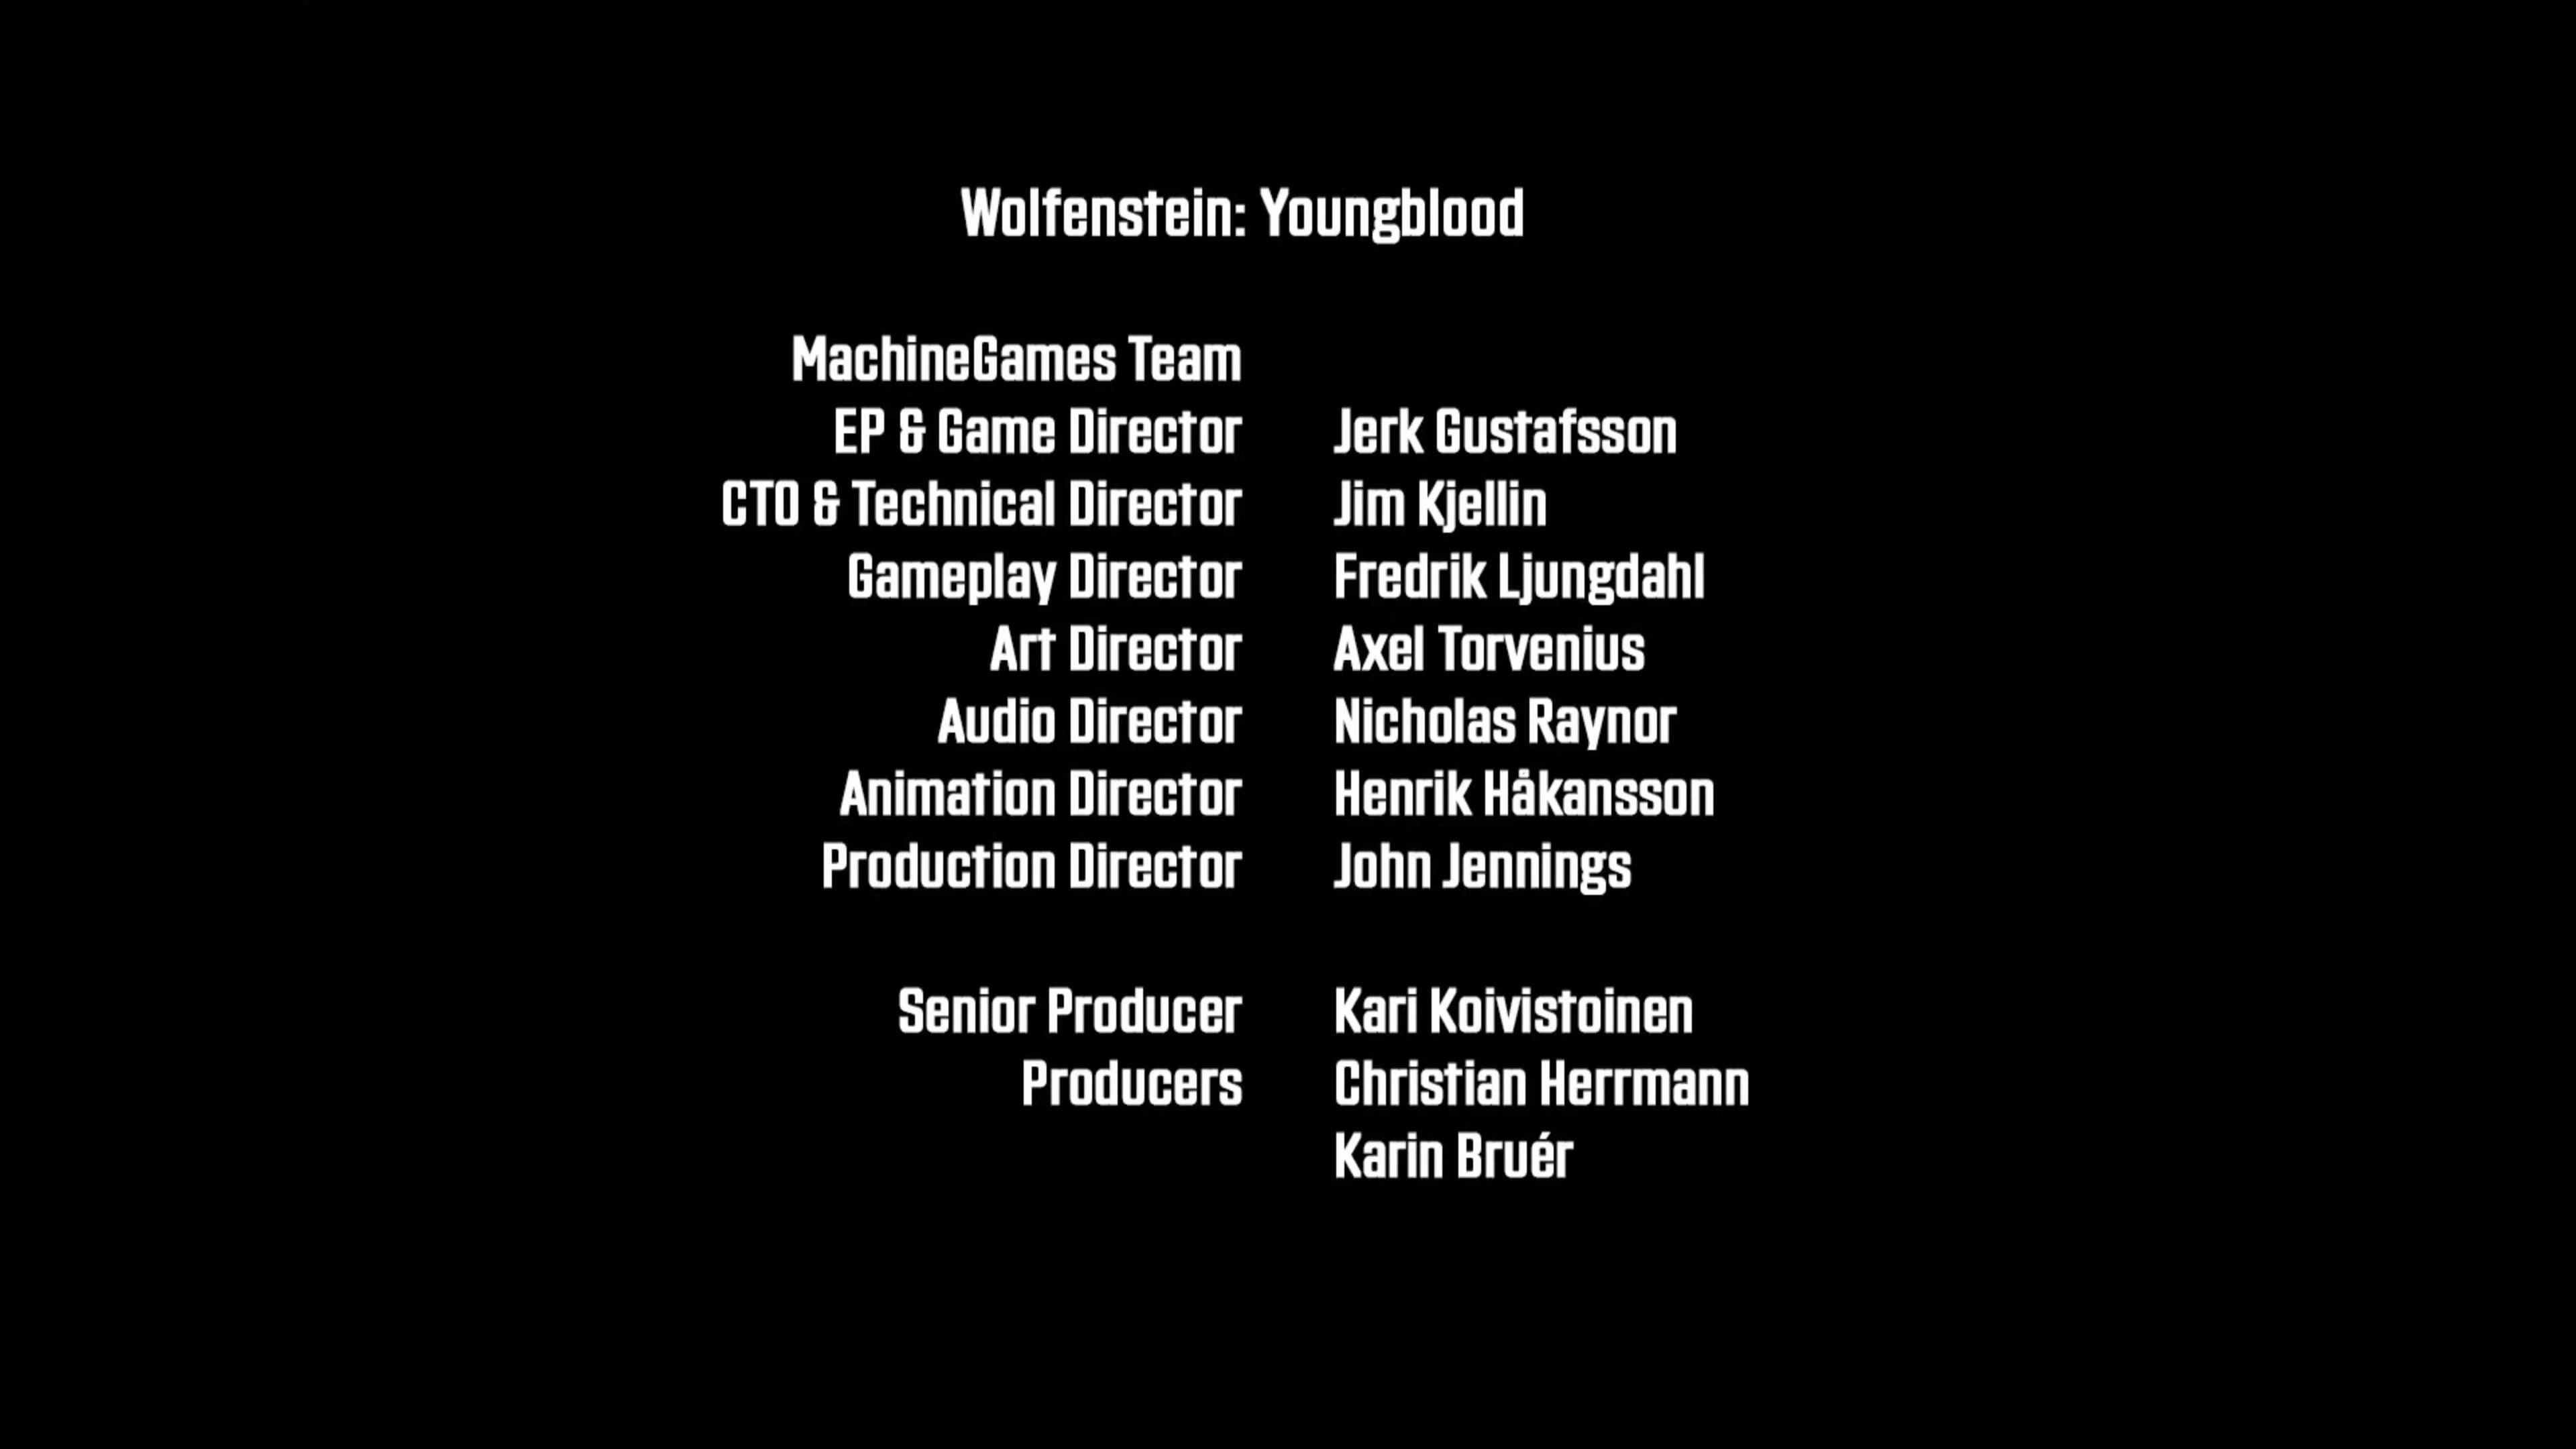 Wolfenstein: Youngblood
MachineGames Team
EP & Game Director Jerk Gustafsson
CTO & Technical Director Jim Kjellin
Gameplay Director Fredrik Ljungdahl
Art Director Axel Torvenius
Audio Director Nicholas Raynor
Animation Director Henrik Håkansson
Production Director John Jennings
Senior Producer Kari Koivistoinen
Producers Christian Herrmann
Karin Bruér